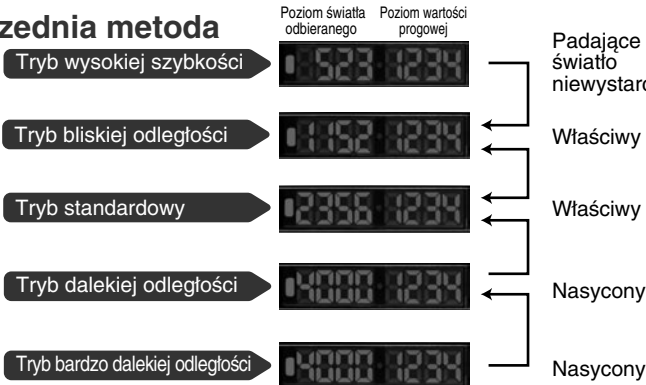 zednia metoda
Poziom światła
odbieranego
Poziom wartości
progowej
Tryb wysokiej szybkości
523 1234
Padające
światło
Tryb bliskiej odległości
1152 1234
Właściwy
Tryb standardowy
2356 1234
Właściwy
Tryb dalekiej odległości
4000 1234
Nasycony
Tryb bardzo dalekiej odległości
4000 1234
Nasycony